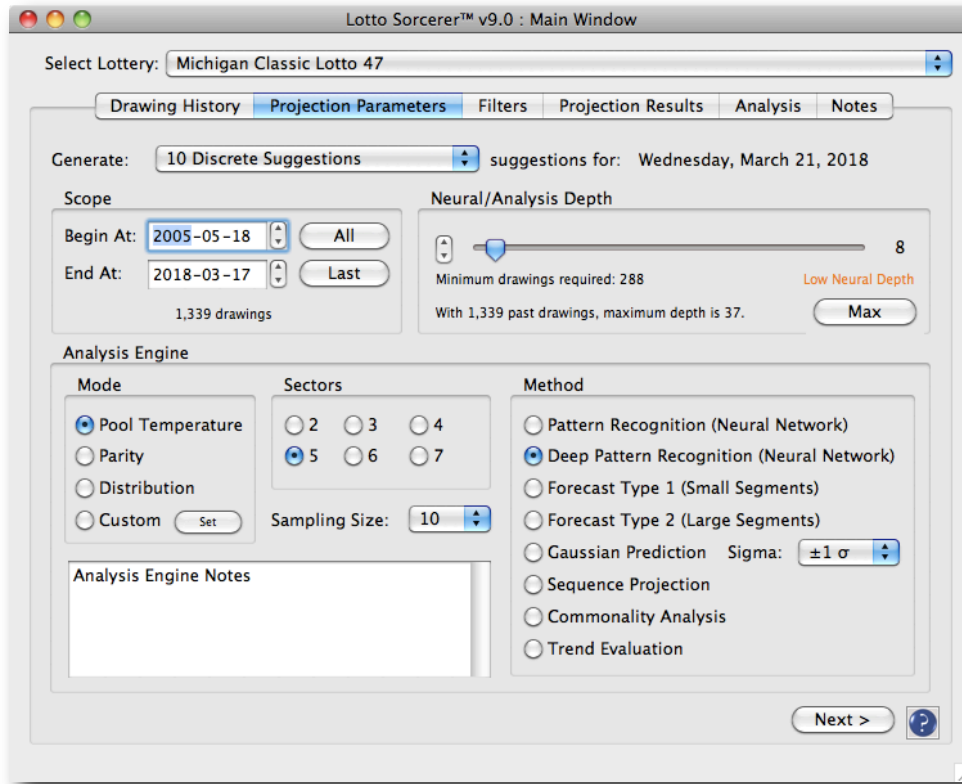 Lotto Sorcerer™ v9.0 : Main Window
Select Lottery: Michigan Classic Lotto 47
Drawing History Projection Parameters Filters Projection Results Analysis Notes
Generate: 10 Discrete Suggestions suggestions for: Wednesday, March 21, 2018
Scope
Begin At: 2005-05-18 All
End At: 2018-03-17 Last
1,339 drawings
Neural/Analysis Depth
8
Minimum drawings required: 288 Low Neural Depth
With 1,339 past drawings, maximum depth is 37. Max
Analysis Engine
Mode
Pool Temperature
Parity
Distribution
Custom Set
Sectors
2 3 4
5 6 7
Sampling Size: 10
Analysis Engine Notes
Method
Pattern Recognition (Neural Network)
Deep Pattern Recognition (Neural Network)
Forecast Type 1 (Small Segments)
Forecast Type 2 (Large Segments)
Gaussian Prediction Sigma: ±1 σ
Sequence Projection
Commonality Analysis
Trend Evaluation
Next > ?